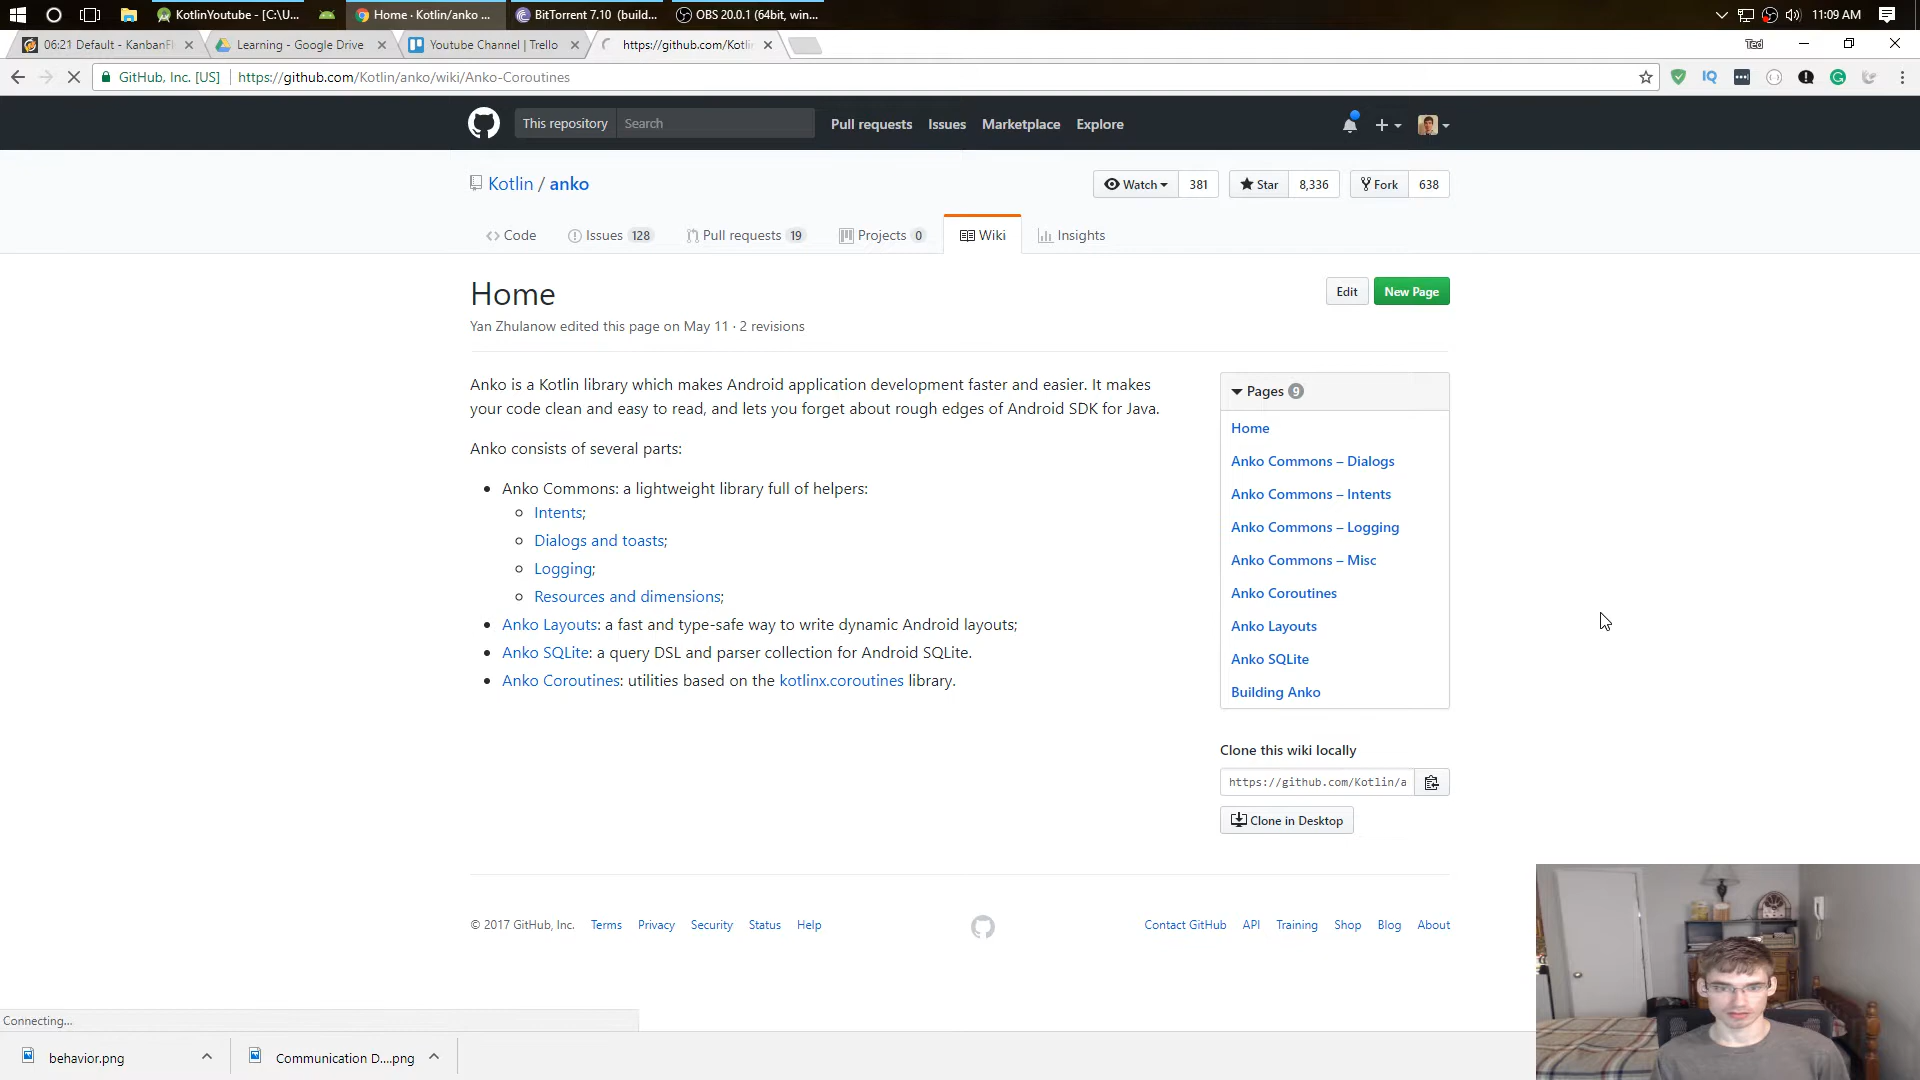 KotlinYoutube - [C:\U...
Home · Kotlin/anko ...
BitTorrent 7.10 (build...
OBS 20.0.1 (64bit, win...
11:09 AM
06:21 Default - KanbanFl
Learning - Google Drive
Youtube Channel | Trello
https://github.com/Kotli
Ted
GitHub, Inc. [US]
https://github.com/Kotlin/anko/wiki/Anko-Coroutines
IQ
This repository
Search
Pull requests
Issues
Marketplace
Explore
Kotlin / anko
Watch
381
Star
8,336
Fork
638
Code
Issues 128
Pull requests 19
Projects 0
Wiki
Insights
Home
Edit
New Page
Yan Zhulanow edited this page on May 11 · 2 revisions
Anko is a Kotlin library which makes Android application development faster and easier. It makes
your code clean and easy to read, and lets you forget about rough edges of Android SDK for Java.
Anko consists of several parts:
Anko Commons: a lightweight library full of helpers:
Intents;
Dialogs and toasts;
Logging;
Resources and dimensions;
Anko Layouts: a fast and type-safe way to write dynamic Android layouts;
Anko SQLite: a query DSL and parser collection for Android SQLite.
Anko Coroutines: utilities based on the kotlinx.coroutines library.
Pages 9
Home
Anko Commons – Dialogs
Anko Commons – Intents
Anko Commons – Logging
Anko Commons – Misc
Anko Coroutines
Anko Layouts
Anko SQLite
Building Anko
Clone this wiki locally
https://github.com/Kotlin/a
Clone in Desktop
© 2017 GitHub, Inc.
Terms
Privacy
Security
Status
Help
Contact GitHub
API
Training
Shop
Blog
About
Connecting...
behavior.png
Communication D....png